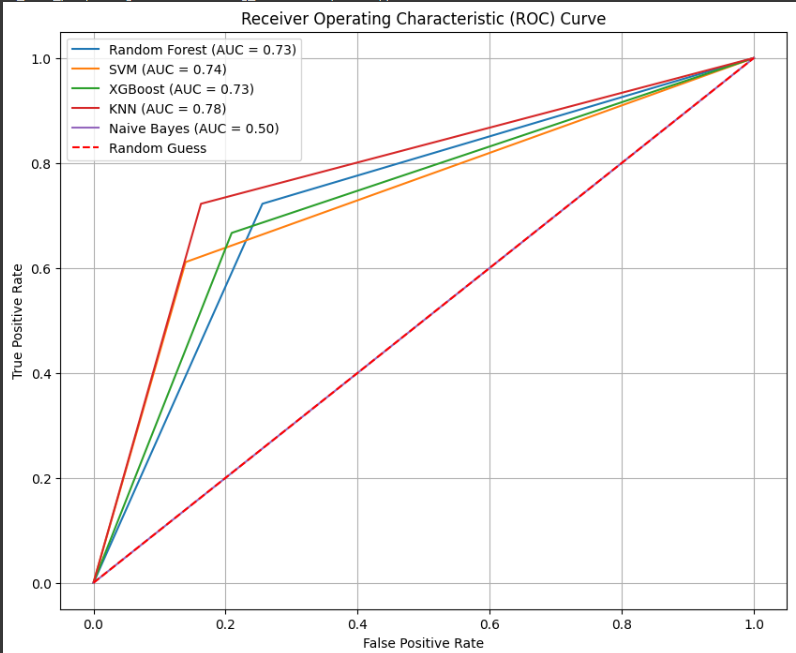 Receiver Operating Characteristic (ROC) Curve
Random Forest (AUC = 0.73)
SVM (AUC = 0.74)
XGBoost (AUC = 0.73)
KNN (AUC = 0.78)
Naive Bayes (AUC = 0.50)
Random Guess
True Positive Rate
1.0
0.8
0.6
0.4
0.2
0.0
0.0 0.2 0.4 0.6 0.8 1.0
False Positive Rate